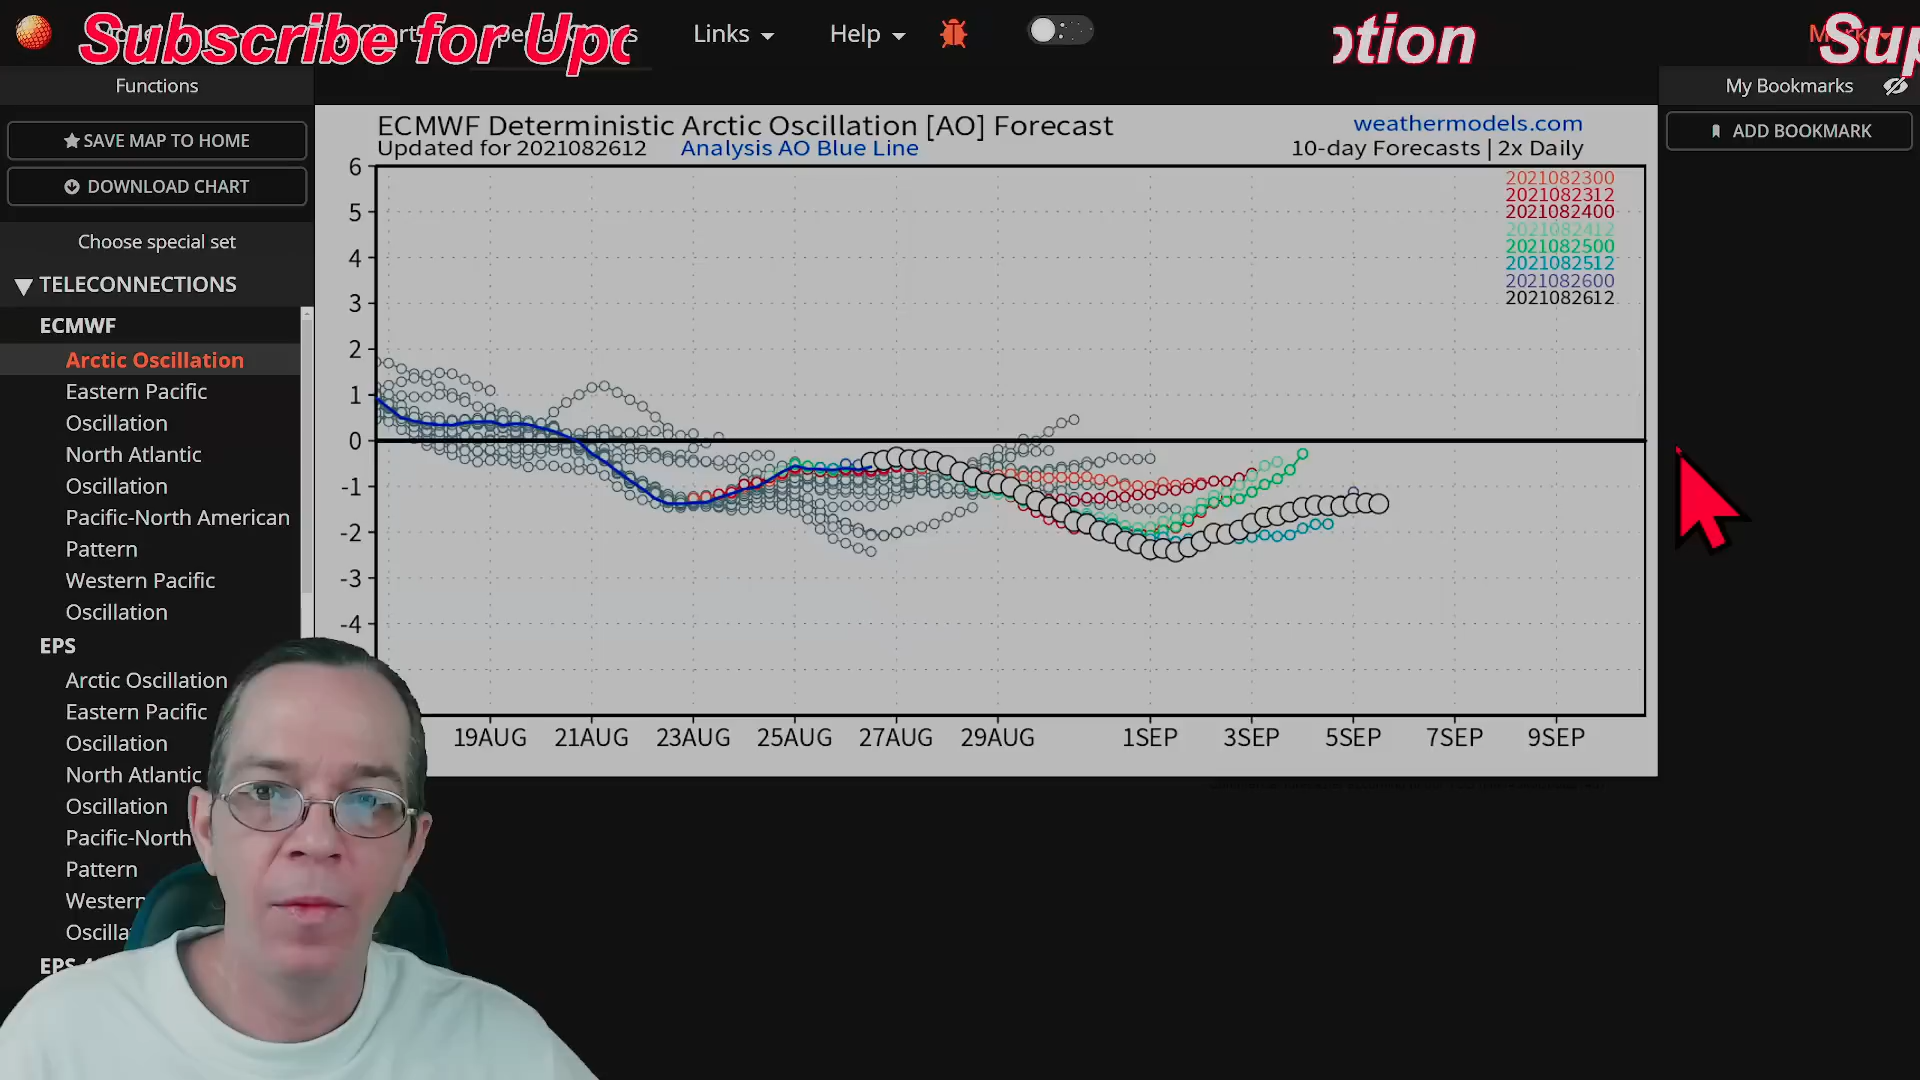 Subscribe for Upd
Links
Help
ption
Sup
Functions
My Bookmarks
SAVE MAP TO HOME
ADD BOOKMARK
DOWNLOAD CHART
Choose special set
TELECONNECTIONS
ECMWF
Arctic Oscillation
Eastern Pacific
Oscillation
North Atlantic
Oscillation
Pacific-North American
Pattern
Western Pacific
Oscillation
EPS
Arctic Oscillation
Eastern Pacific
Oscillation
North Atlantic
Oscillation
Pacific-North
Pattern
Western
Oscilla
EPS
ECMWF Deterministic Arctic Oscillation [AO] Forecast
weathermodels.com
Updated for 2021082612
Analysis AO Blue Line
10-day Forecasts | 2x Daily
2021082300
2021082312
2021082400
2021082412
2021082500
2021082512
2021082600
2021082612
6
5
4
3
2
1
0
-1
-2
-3
-4
19AUG 21AUG 23AUG 25AUG 27AUG 29AUG 1SEP 3SEP 5SEP 7SEP 9SEP